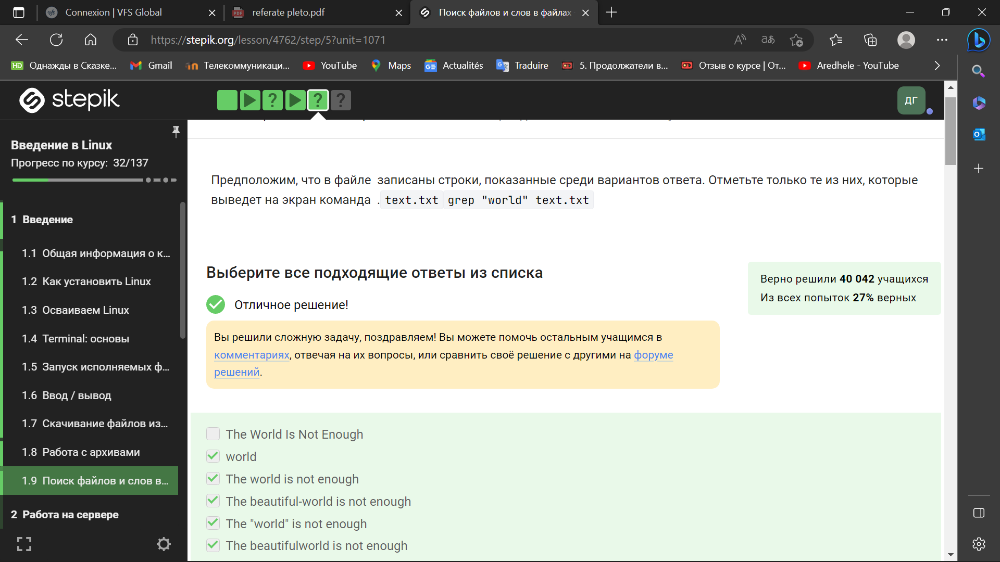 Connexion | VFS Global
referate pleto.pdf
Поиск файлов и слов в файлах
https://stepik.org/lesson/4762/step/5?unit=1071
Однажды в Сказке...
Gmail
Телекоммуникаци...
YouTube
Maps
Actualités
Traduire
5. Продолжатели в...
Отзыв о курсе | От...
Aredhele - YouTube
stepik
ДГ
Введение в Linux
Прогресс по курсу: 32/137
1 Введение
1.1 Общая информация о к...
1.2 Как установить Linux
1.3 Осваиваем Linux
1.4 Terminal: основы
1.5 Запуск исполняемых ф...
1.6 Ввод / вывод
1.7 Скачивание файлов из...
1.8 Работа с архивами
1.9 Поиск файлов и слов в...
2 Работа на сервере
Предположим, что в файле записаны строки, показанные среди вариантов ответа. Отметьте только те из них, которые
выведет на экран команда . text.txt grep "world" text.txt
Выберите все подходящие ответы из списка
Верно решили 40 042 учащихся
Из всех попыток 27% верных
Отличное решение!
Вы решили сложную задачу, поздравляем! Вы можете помочь остальным учащимся в
комментариях, отвечая на их вопросы, или сравнить своё решение с другими на форуме
решений.
The World Is Not Enough
world
The world is not enough
The beautiful-world is not enough
The "world" is not enough
The beautifulworld is not enough